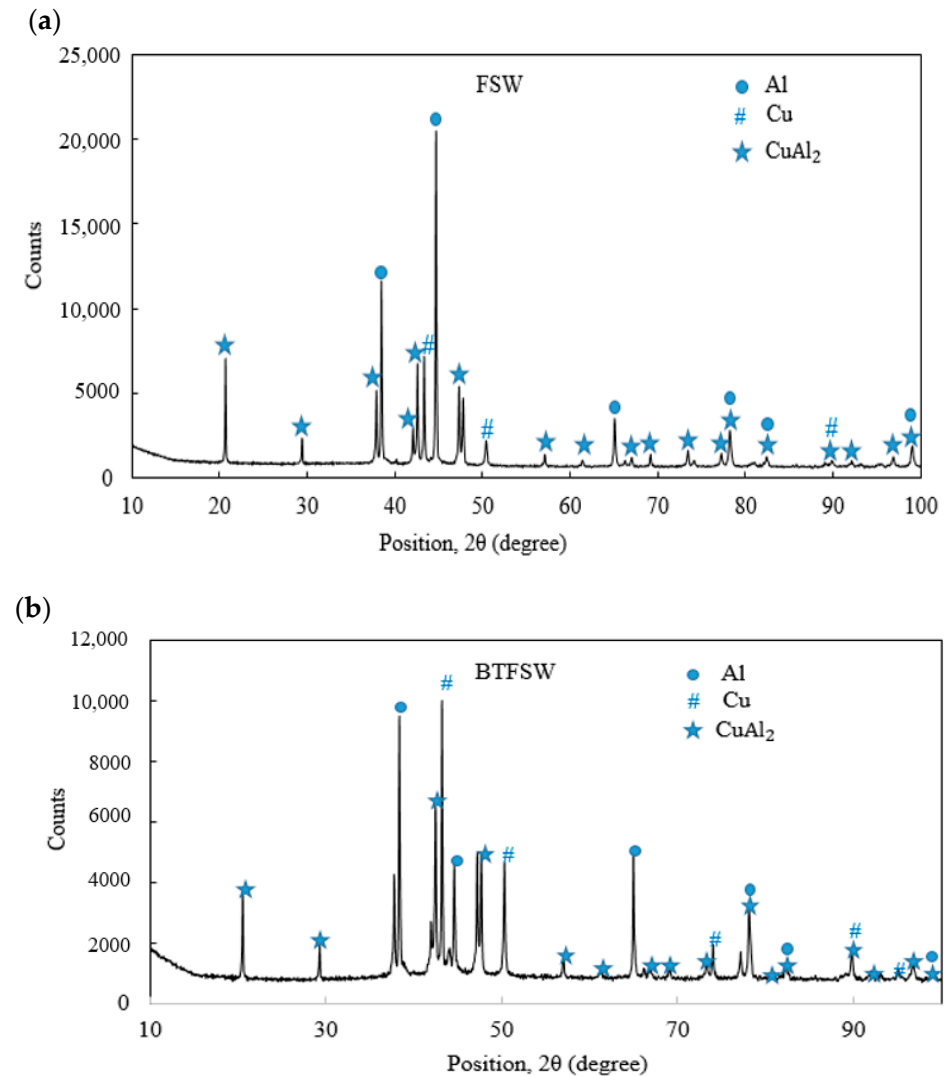 (a)
25,000
20,000
15,000
10,000
5000
0
Counts
FSW
Al
# Cu
CuAl₂
#
#
#
10 20 30 40 50 60 70 80 90 100
Position, 2θ (degree)
(b)
12,000
10,000
8000
6000
4000
2000
0
Counts
BTFSW
Al
# Cu
CuAl₂
#
#
#
#
#
10 30 50 70 90
Position, 2θ (degree)